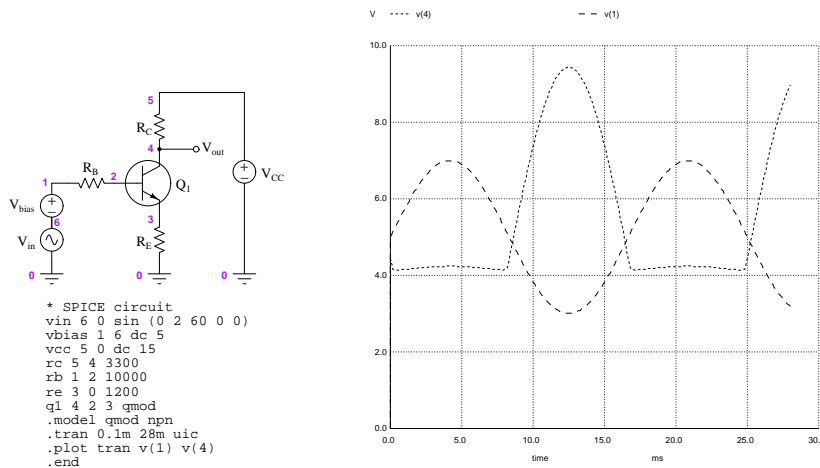 V v(4) v(1)
10.0
8.0
6.0
4.0
2.0
0.0
0.0 5.0 10.0 15.0 20.0 25.0 30.
time ms
5
R_C
4
V_out
R_B
1
2
Q_1
V_CC
V_bias
6
3
V_in
R_E
0 0 0
* SPICE circuit
vin 6 0 sin (0 2 60 0 0)
vbias 1 6 dc 5
vcc 5 0 dc 15
rc 5 4 3300
rb 1 2 10000
re 3 0 1200
q1 4 2 3 qmod
.model qmod npn
.tran 0.1m 28m uic
.plot tran v(1) v(4)
.end